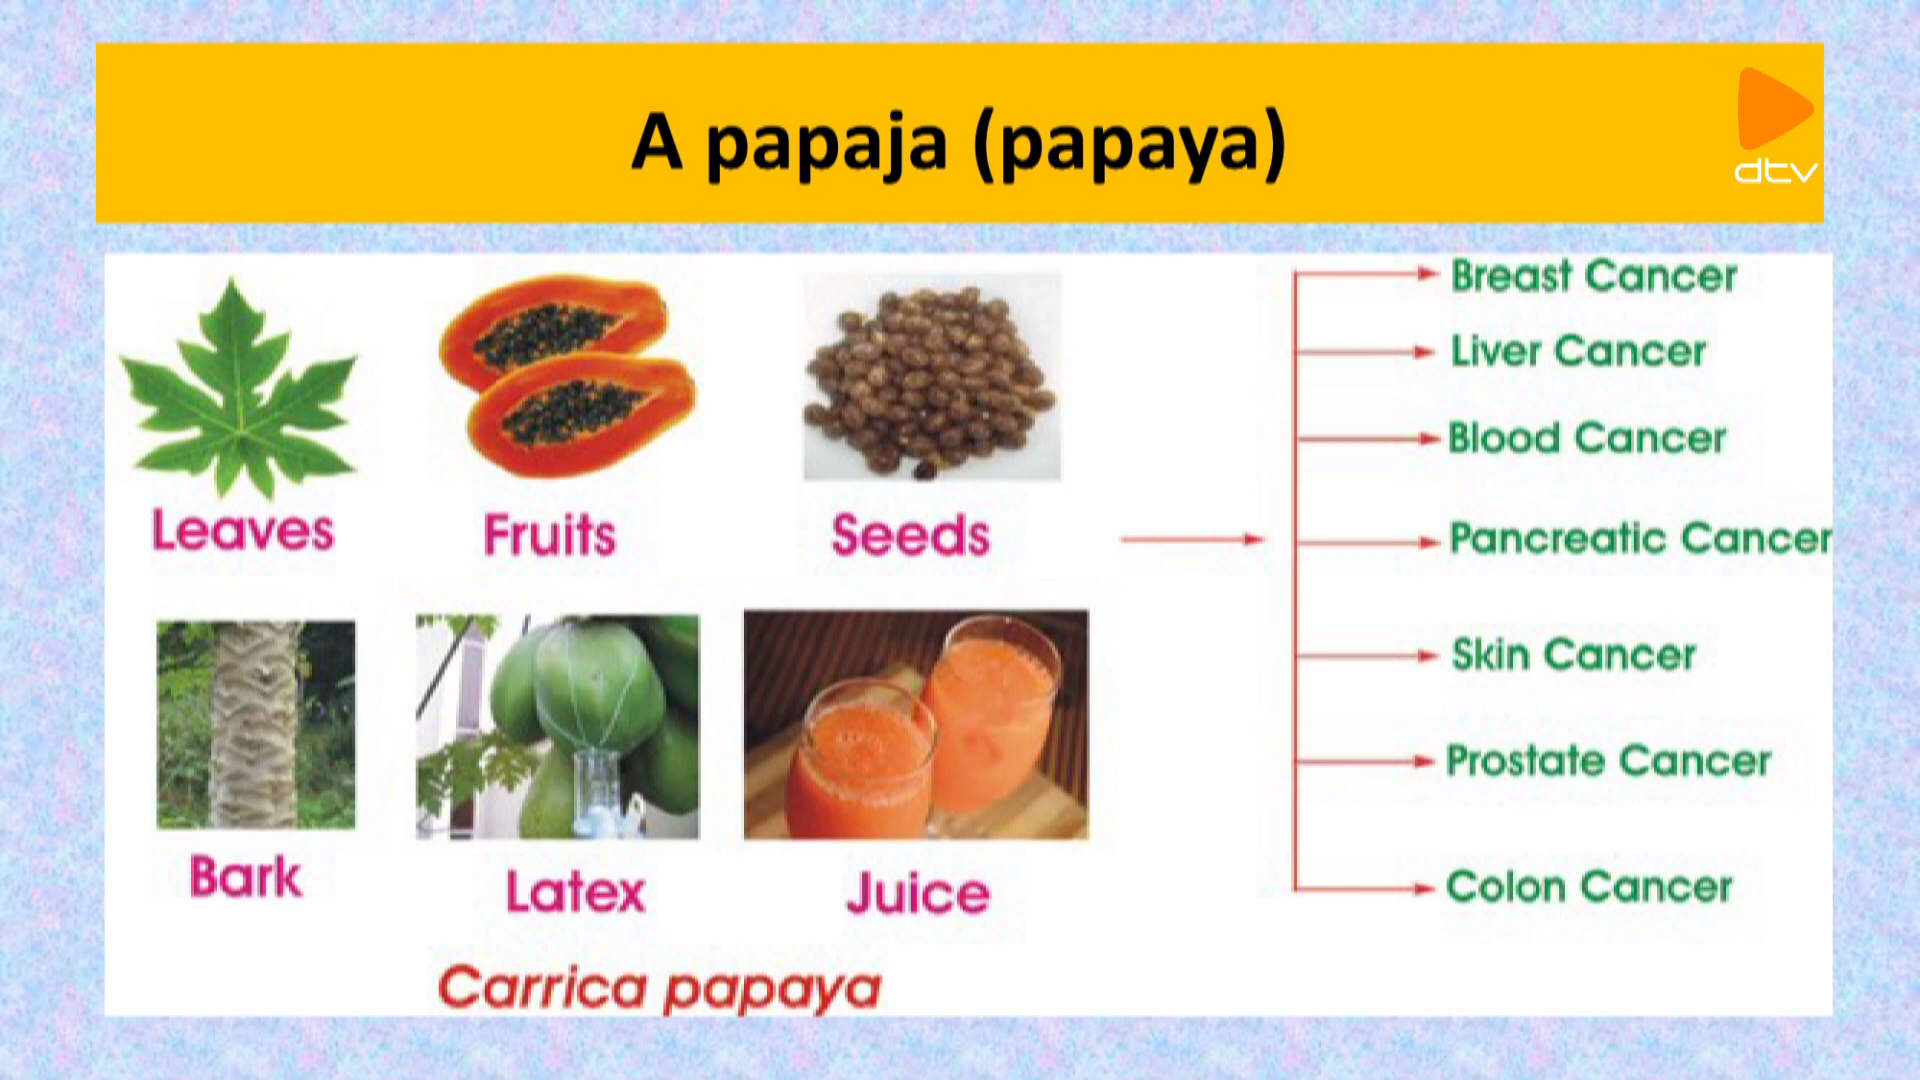 A papaja (papaya)
dtv
Leaves
Fruits
Seeds
Bark
Latex
Juice
Carrica papaya
Breast Cancer
Liver Cancer
Blood Cancer
Pancreatic Cancer
Skin Cancer
Prostate Cancer
Colon Cancer